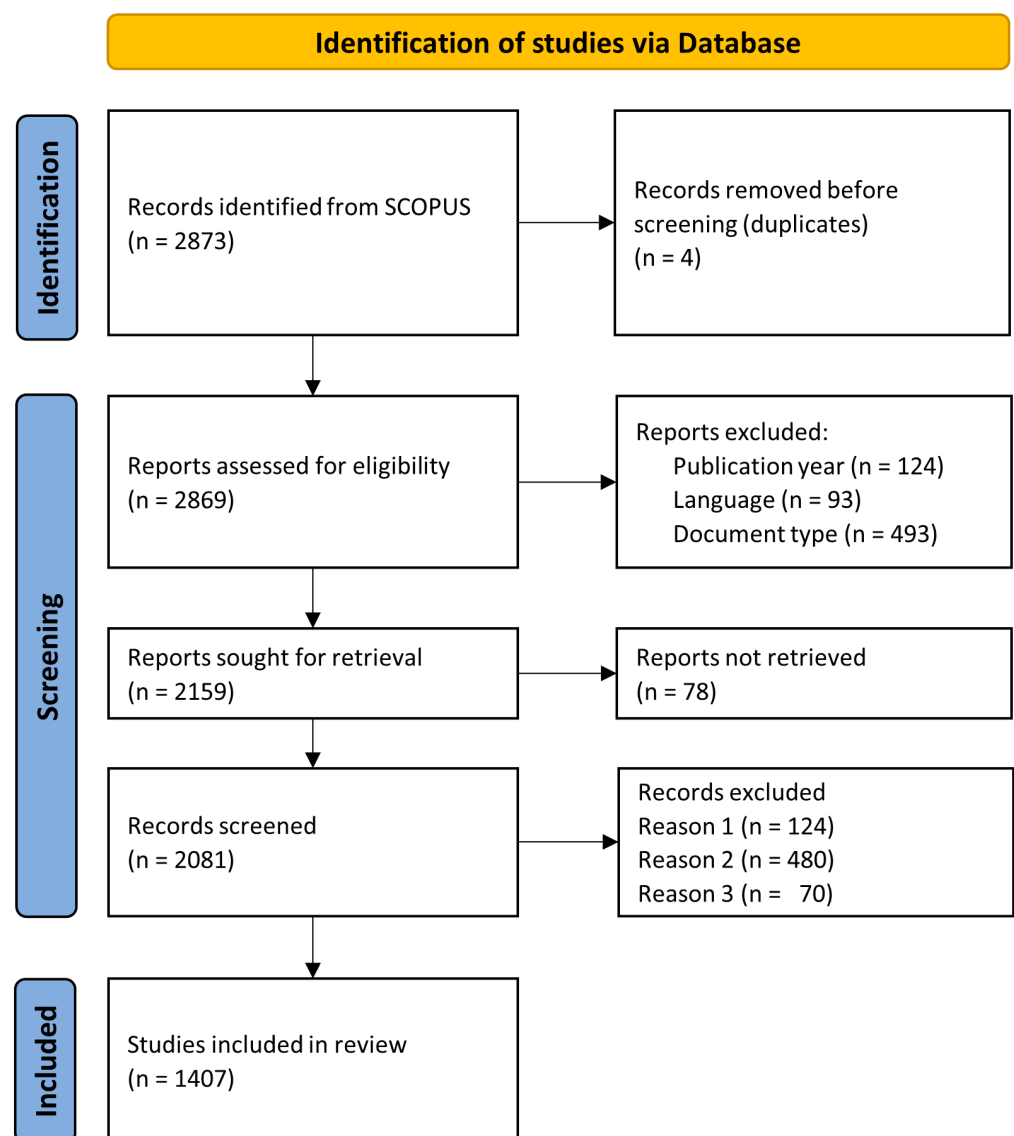 Identification of studies via Database
Identification
Records identified from SCOPUS
(n = 2873)
Records removed before
screening (duplicates)
(n = 4)
Screening
Reports assessed for eligibility
(n = 2869)
Reports excluded:
Publication year (n = 124)
Language (n = 93)
Document type (n = 493)
Reports sought for retrieval
(n = 2159)
Reports not retrieved
(n = 78)
Records screened
(n = 2081)
Records excluded
Reason 1 (n = 124)
Reason 2 (n = 480)
Reason 3 (n =   70)
Included
Studies included in review
(n = 1407)